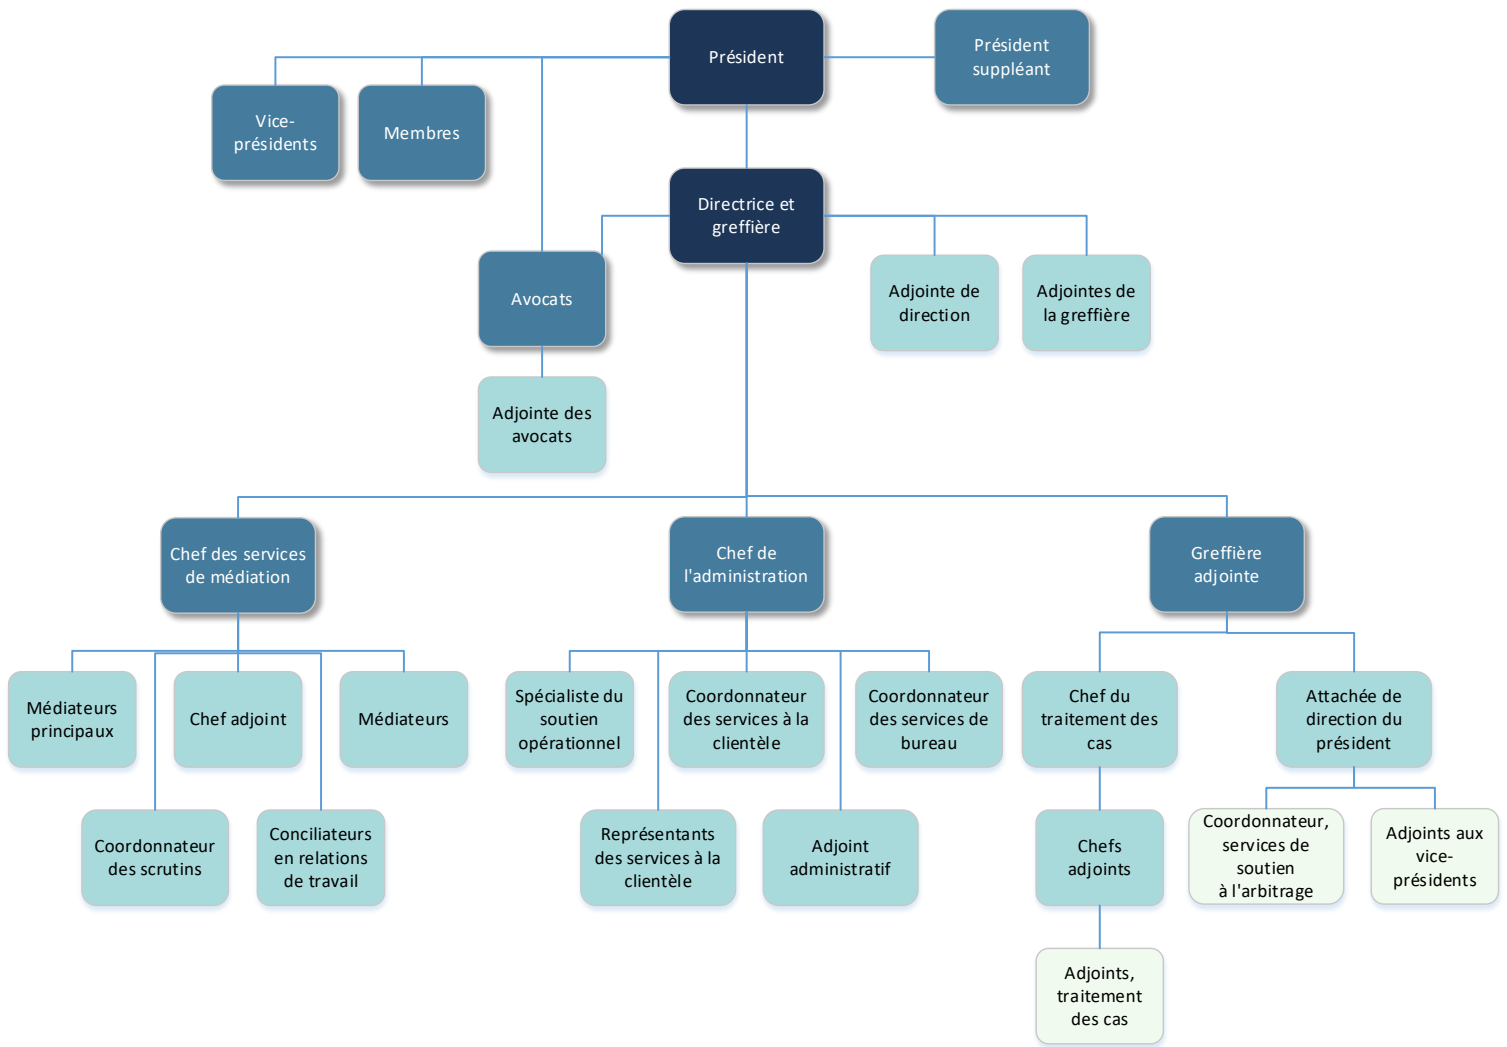 Président
Président
suppléant
Vice-
présidents
Membres
Directrice et
greffière
Avocats
Adjointe de
direction
Adjointes de
la greffière
Adjointe des
avocats
Chef des services
de médiation
Chef de
l'administration
Greffière
adjointe
Médiateurs
principaux
Chef adjoint
Médiateurs
Spécialiste du
soutien
opérationnel
Coordonnateur
des services à la
clientèle
Coordonnateur
des services de
bureau
Chef du
traitement des
cas
Attachée de
direction du
président
Coordonnateur
des scrutins
Conciliateurs
en relations
de travail
Représentants
des services à la
clientèle
Adjoint
administratif
Chefs
adjoints
Coordonnateur,
services de
soutien
à l'arbitrage
Adjoints aux
vice-
présidents
Adjoints,
traitement
des cas